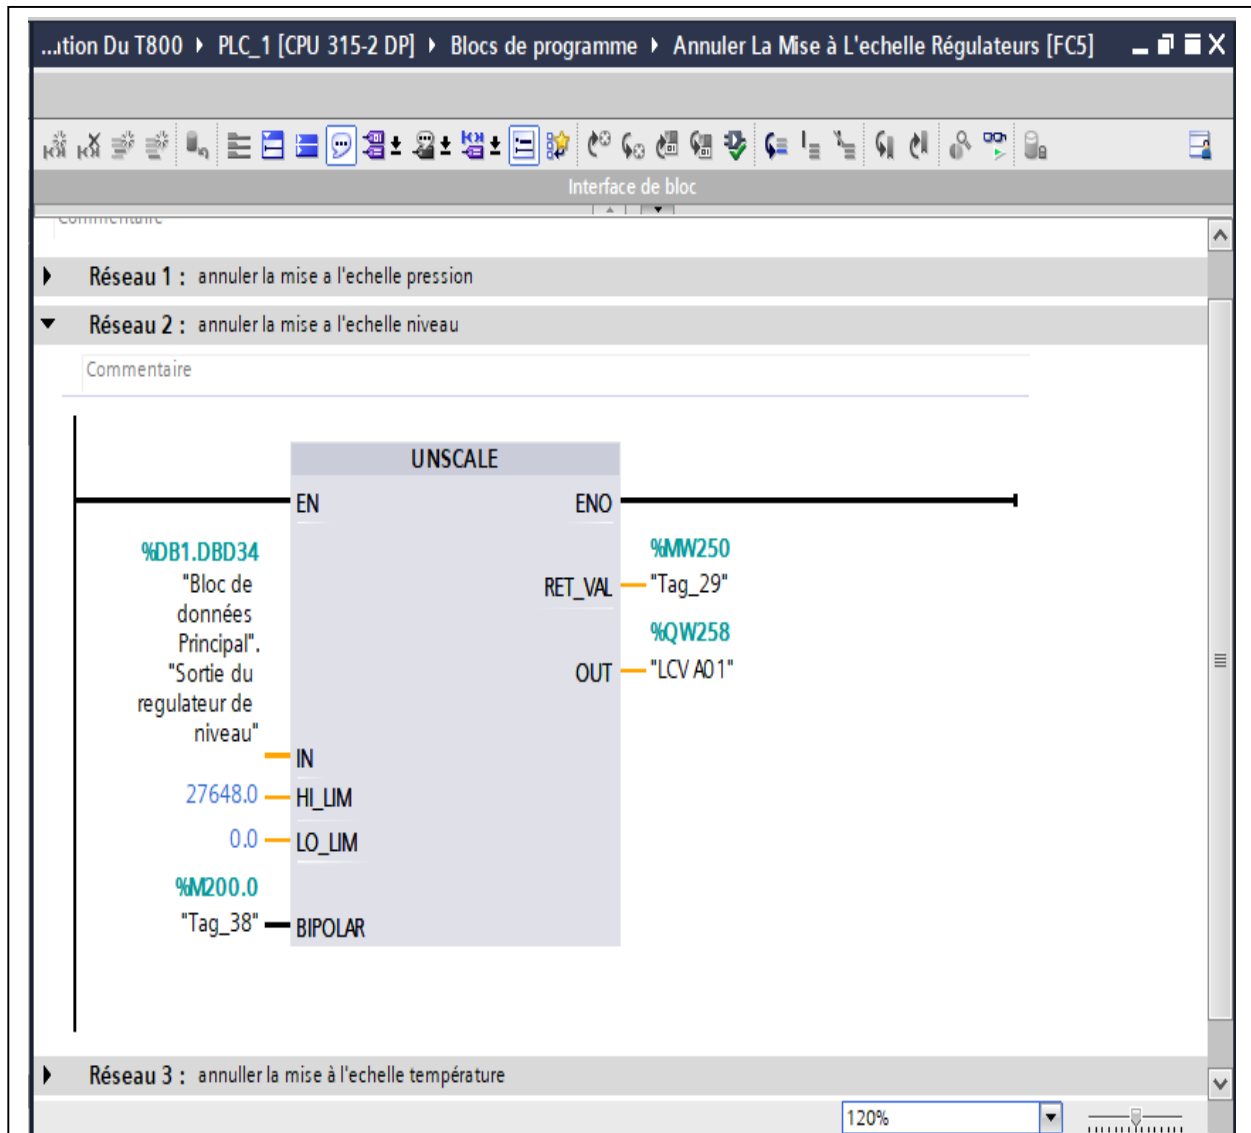 ...ıtion Du T800 ▸ PLC_1 [CPU 315-2 DP] ▸ Blocs de programme ▸ Annuler La Mise à L'echelle Régulateurs [FC5]
Interface de bloc
Commentaire
Réseau 1 : annuler la mise a l'echelle pression
Réseau 2 : annuler la mise a l'echelle niveau
Commentaire
UNSCALE
EN
ENO
%DB1.DBD34
"Bloc de
données
Principal".
"Sortie du
regulateur de
niveau"
IN
%MW250
RET_VAL
"Tag_29"
%QW258
OUT
"LCV A01"
27648.0
HI_LIM
0.0
LO_LIM
%M200.0
"Tag_38"
BIPOLAR
Réseau 3 : annuller la mise à l'echelle température
120%